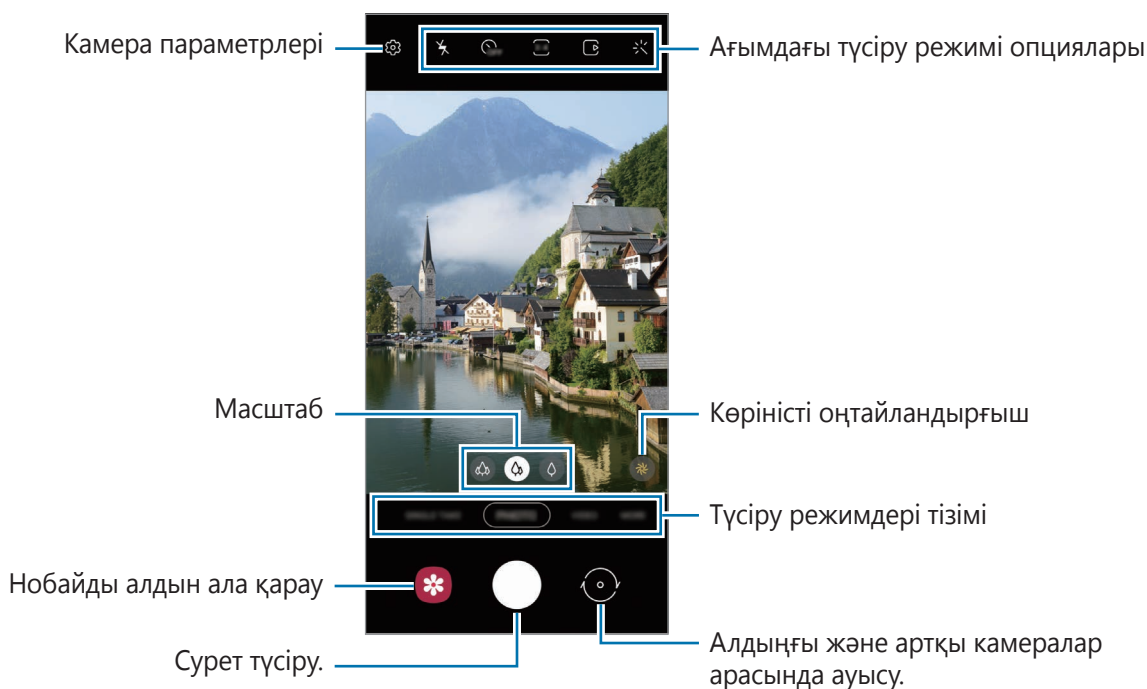 Камера параметрлері
Ағымдағы түсіру режимі опциялары
Масштаб
Көріністі оңтайландырғыш
Түсіру режимдері тізімі
Нобайды алдын ала қарау
Сурет түсіру.
Алдыңғы және артқы камералар
арасында ауысу.